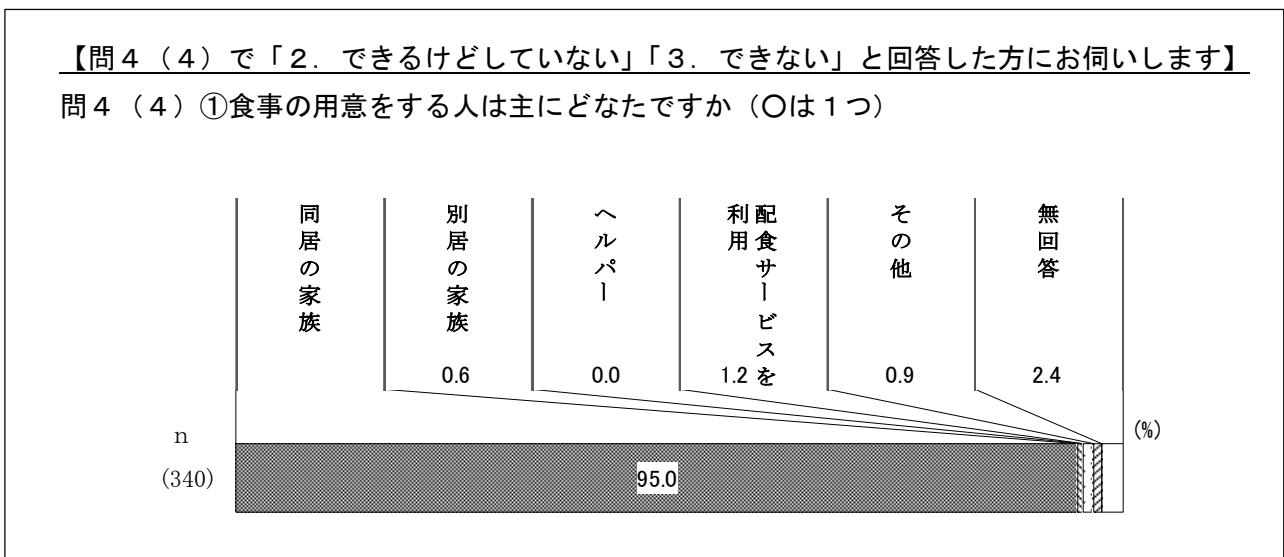 【問４（４）で「２．できるけどしていない」「３．できない」と回答した方にお伺いします】
問４（４）①食事の用意をする人は主にどなたですか（〇は１つ）
同居の家族
別居の家族
ヘルパー
配食サービスを
利用
その他
無回答
0.6
0.0
1.2
0.9
2.4
(%)
n
(340)
95.0